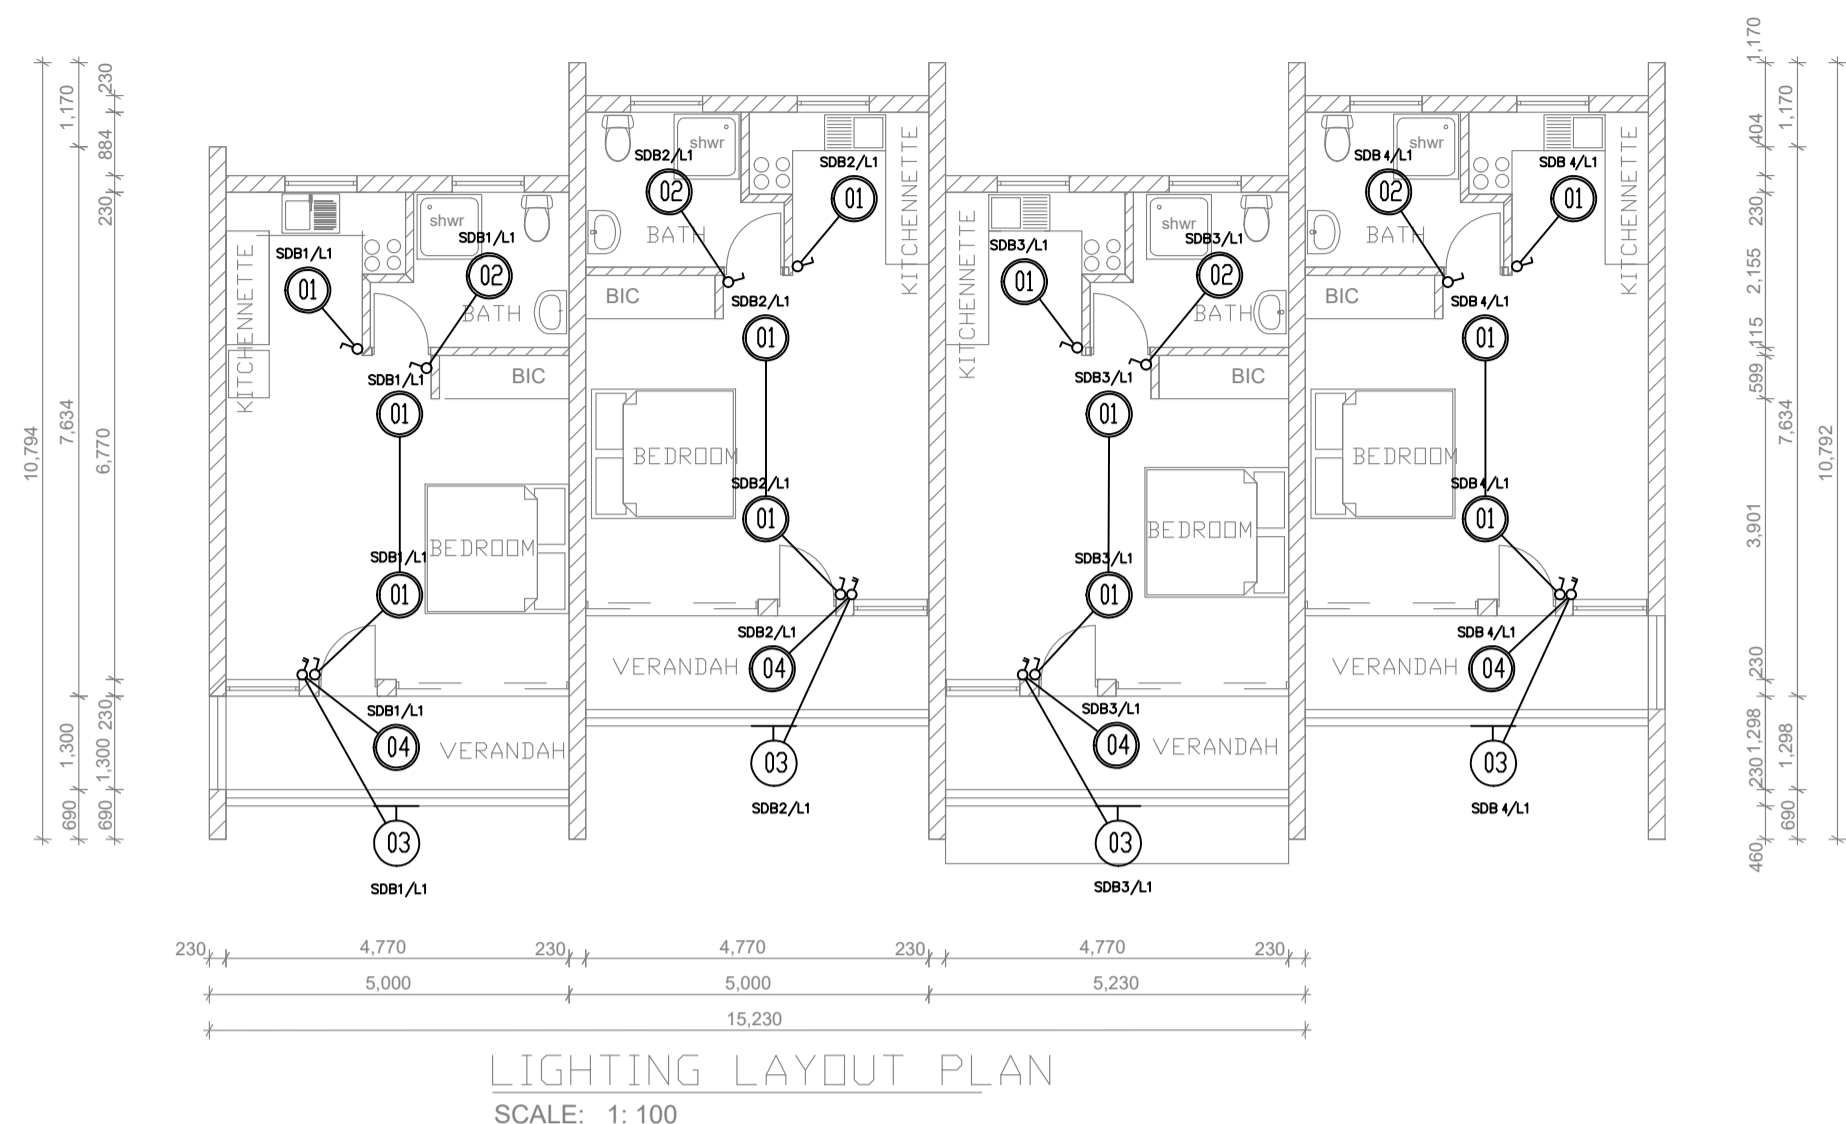 1,170
230
1,170
230
884
230
10,794
7,634
6,770
1,300
1,300
230
690
690
1,170
404
230
2,155
115
599
7,634
10,792
3,901
230
1,298
1,298
230
690
460
shwr
SDB1/L1
01
SDB1/L1
02
KITCHENNETTE
BATH
SDB1/L1
01
BIC
BEDROOM
SDB1/L1
01
SDB1/L1
04
VERANDAH
03
SDB1/L1
shwr
SDB2/L1
02
SDB2/L1
01
KITCHENNETTE
BATH
BIC
SDB2/L1
01
BEDROOM
SDB2/L1
01
SDB2/L1
VERANDAH
04
03
SDB2/L1
shwr
SDB3/L1
01
SDB3/L1
02
KITCHENNETTE
BATH
SDB3/L1
01
BIC
BEDROOM
SDB3/L1
01
SDB3/L1
04
VERANDAH
03
SDB3/L1
shwr
SDB 4/L1
02
SDB 4/L1
01
KITCHENNETTE
BATH
BIC
SDB 4/L1
01
BEDROOM
SDB 4/L1
01
SDB 4/L1
VERANDAH
04
03
SDB 4/L1
230 4,770 230 4,770 230 4,770 230
5,000 5,000 5,230
15,230
LIGHTING LAYOUT PLAN
SCALE: 1: 100